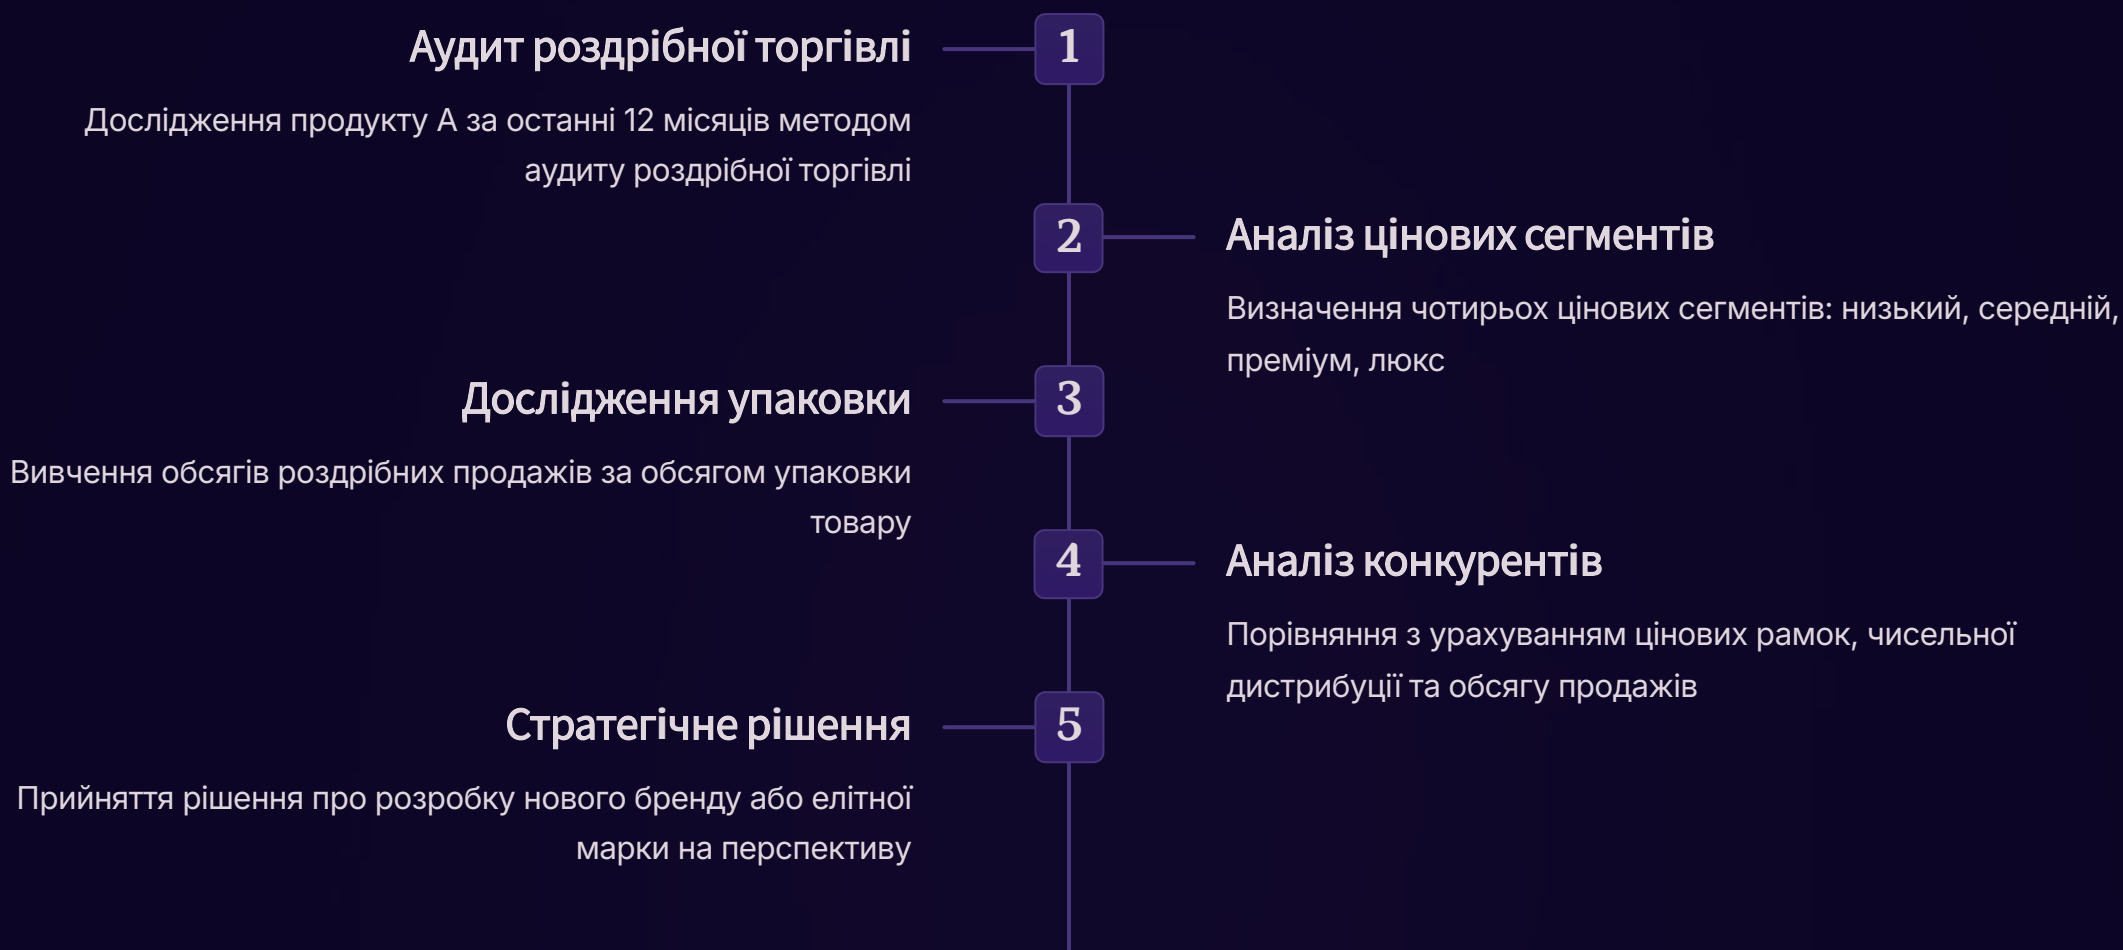 Аудит роздрібної торгівлі
1
Дослідження продукту А за останні 12 місяців методом
аудиту роздрібної торгівлі
2
Аналіз цінових сегментів
Визначення чотирьох цінових сегментів: низький, середній,
преміум, люкс
Дослідження упаковки
3
Вивчення обсягів роздрібних продажів за обсягом упаковки
товару
4
Аналіз конкурентів
Порівняння з урахуванням цінових рамок, чисельної
дистрибуції та обсягу продажів
Стратегічне рішення
5
Прийняття рішення про розробку нового бренду або елітної
марки на перспективу